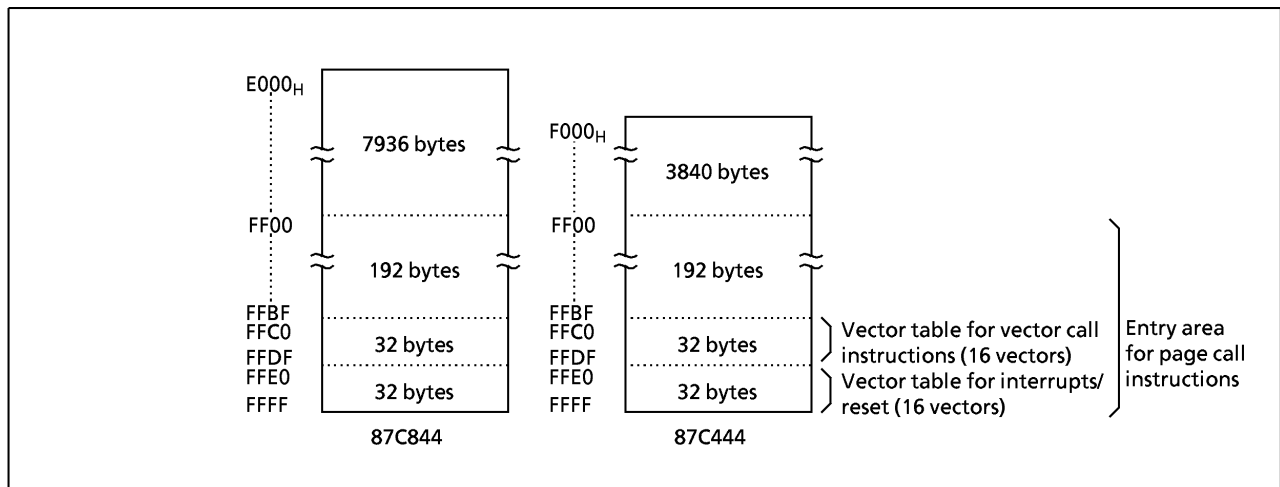 E000H
7936 bytes
FF00
192 bytes
FFBF
FFC0
32 bytes
FFDF
FFE0
32 bytes
FFFF
87C844
F000H
3840 bytes
FF00
192 bytes
FFBF
FFC0
32 bytes
FFDF
FFE0
32 bytes
FFFF
87C444
Vector table for vector call
instructions (16 vectors)
Vector table for interrupts/
reset (16 vectors)
Entry area
for page call
instructions